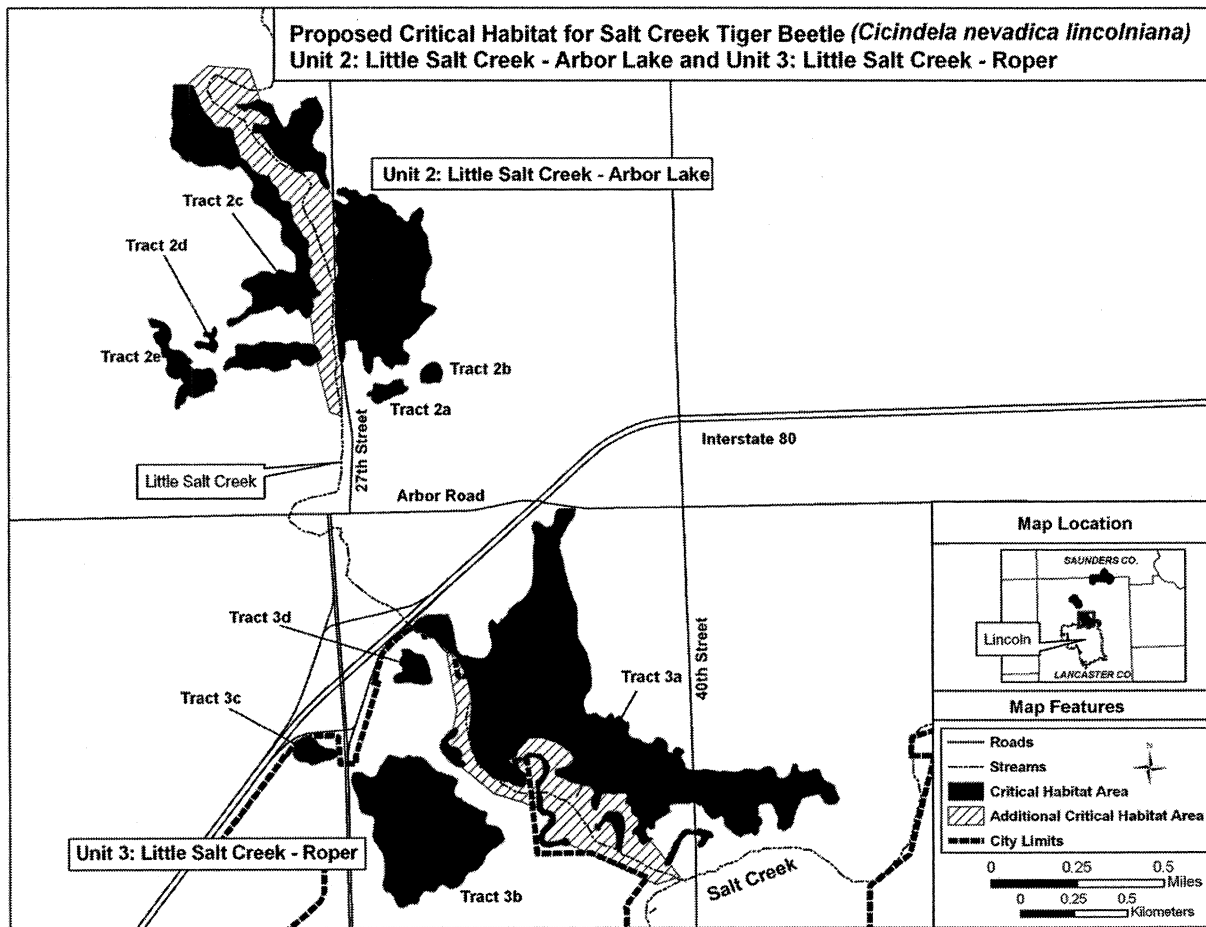 Proposed Critical Habitat for Salt Creek Tiger Beetle (Cicindela nevadica lincolniana)
Unit 2: Little Salt Creek - Arbor Lake and Unit 3: Little Salt Creek - Roper
Unit 2: Little Salt Creek - Arbor Lake
Tract 2c
Tract 2d
Tract 2e
Tract 2b
Tract 2a
27th Street
Interstate 80
Little Salt Creek
Arbor Road
Tract 3d
Tract 3a
40th Street
Tract 3c
Unit 3: Little Salt Creek - Roper
Tract 3b
Salt Creek
Map Location
SAUNDERS CO.
Lincoln
LANCASTER CO
Map Features
Roads
N
Streams
Critical Habitat Area
Additional Critical Habitat Area
City Limits
0 0.25 0.5
Miles
0 0.25 0.5
Kilometers